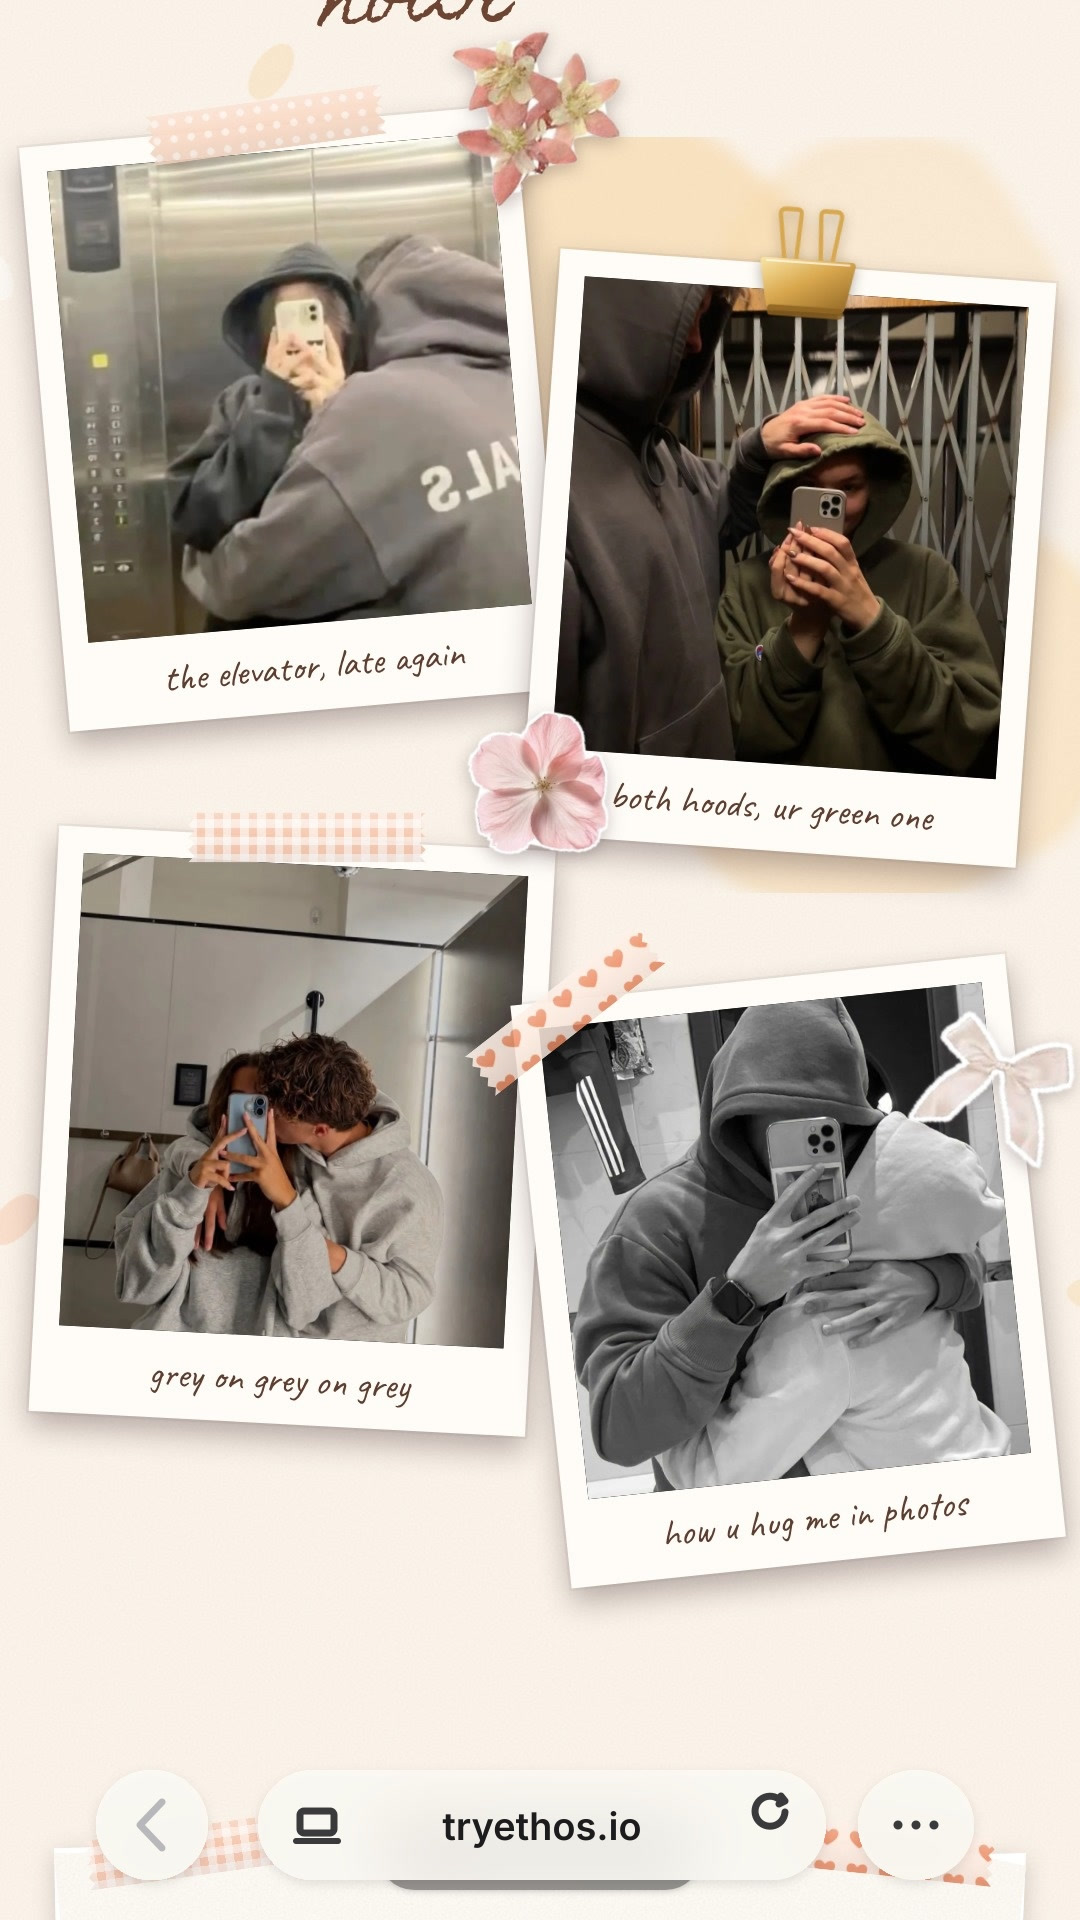 the elevator, late again
both hoods, ur green one
grey on grey on grey
how u hug me in photos
tryethos.io